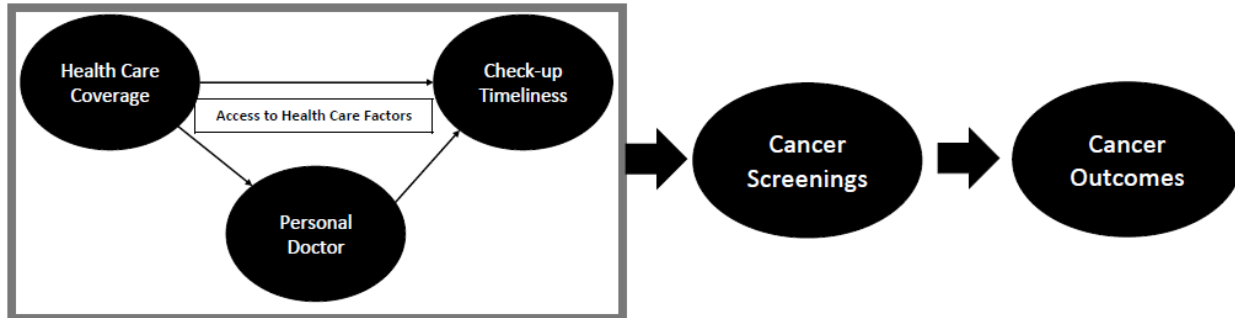 Health Care
Coverage
Check-up
Timeliness
Access to Health Care Factors
Personal
Doctor
Cancer
Screenings
Cancer
Outcomes